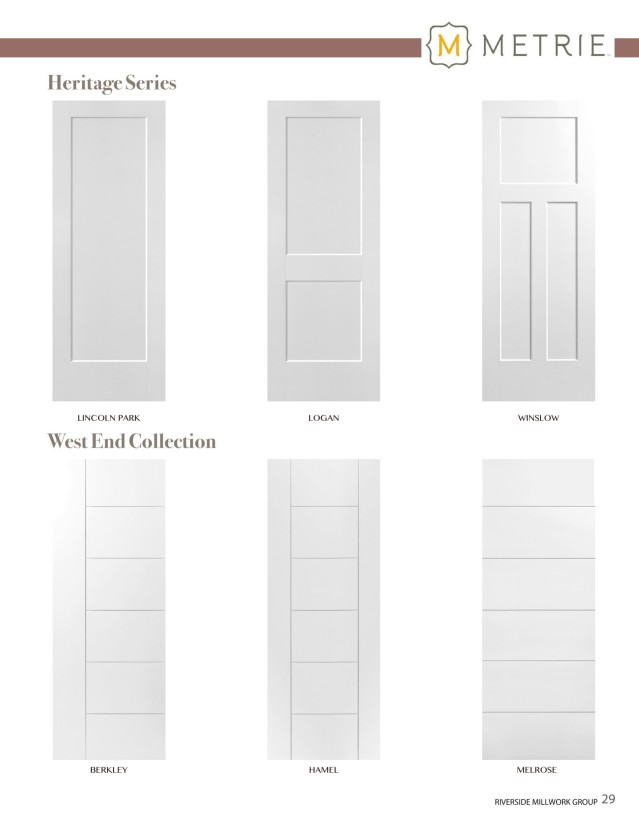 M METRIE
Heritage Series
LINCOLN PARK
LOGAN
WINSLOW
West End Collection
BERKLEY
HAMEL
MELROSE
RIVERSIDE MILLWORK GROUP 29